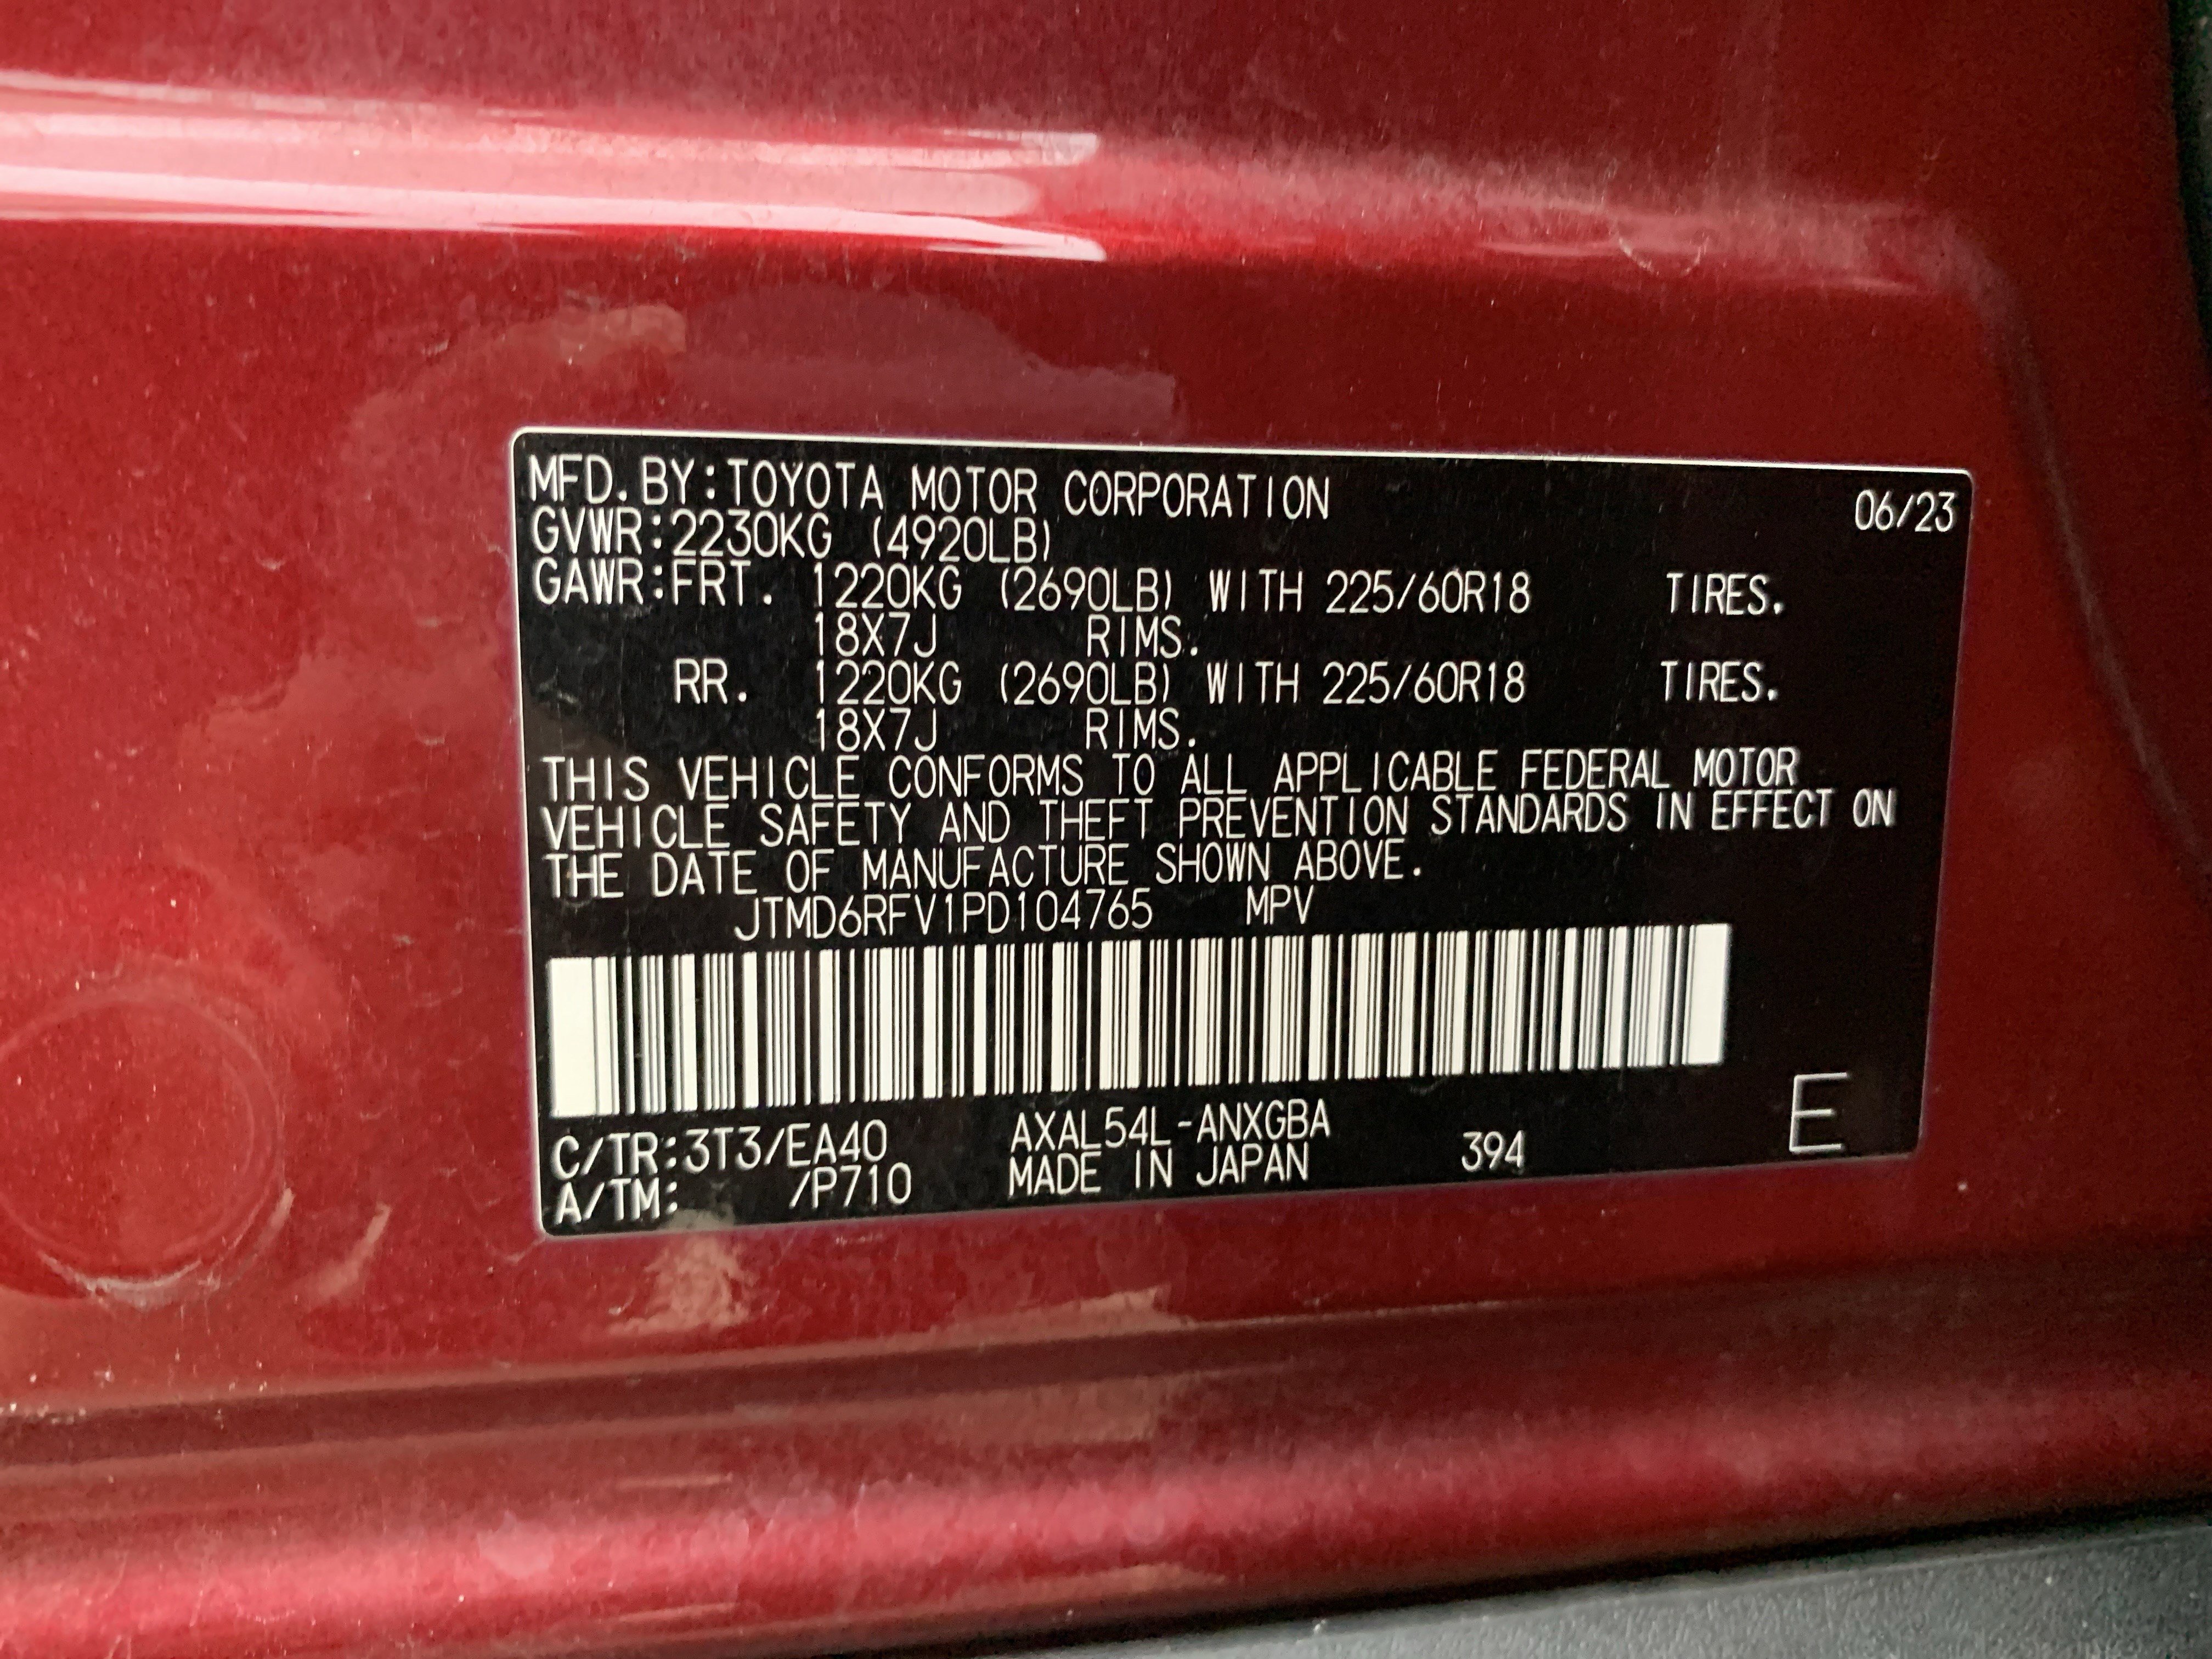 MFD.BY:TOYOTA MOTOR CORPORATION 06/23
GVWR:2230KG (4920LB)
GAWR:FRT. 1220KG (2690LB) WITH 225/60R18 TIRES.
18X7J RIMS.
RR. 1220KG (2690LB) WITH 225/60R18 TIRES.
18X7J RIMS.
THIS VEHICLE CONFORMS TO ALL APPLICABLE FEDERAL MOTOR
VEHICLE SAFETY AND THEFT PREVENTION STANDARDS IN EFFECT ON
THE DATE OF MANUFACTURE SHOWN ABOVE.
JTMD6RFV1PD104765 MPV
C/TR:3T3/EA40 AXAL54L-ANXGBA 394 E
A/TM: /P710 MADE IN JAPAN